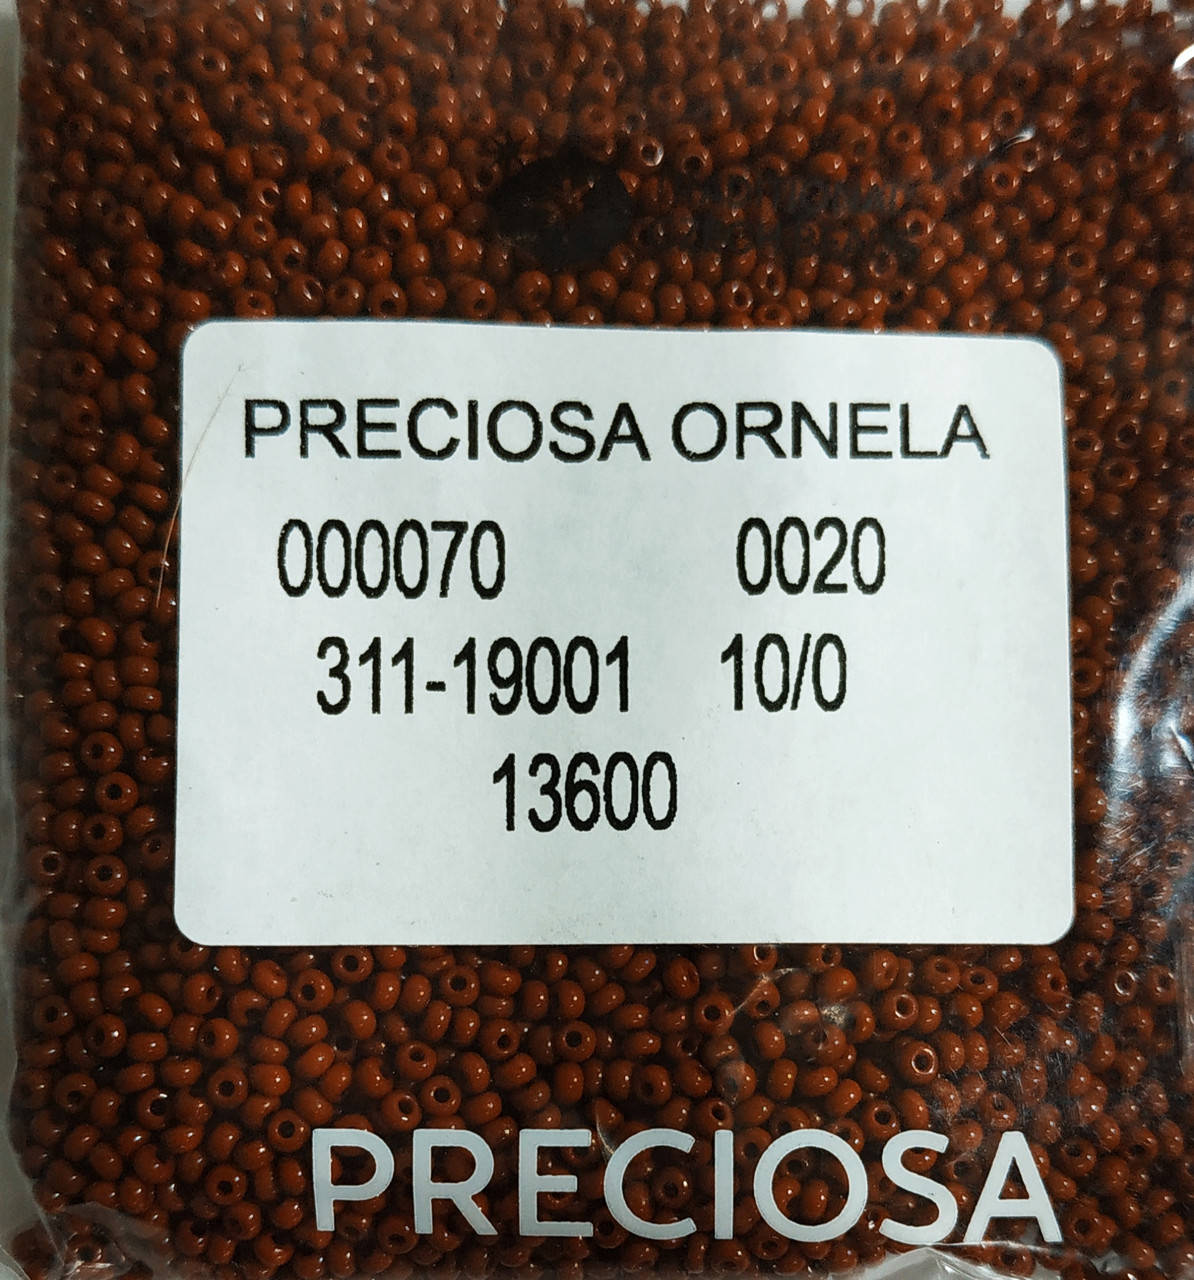 PRECIOSA ORNELA
000070 0020
311-19001 10/0
13600
PRECIOSA